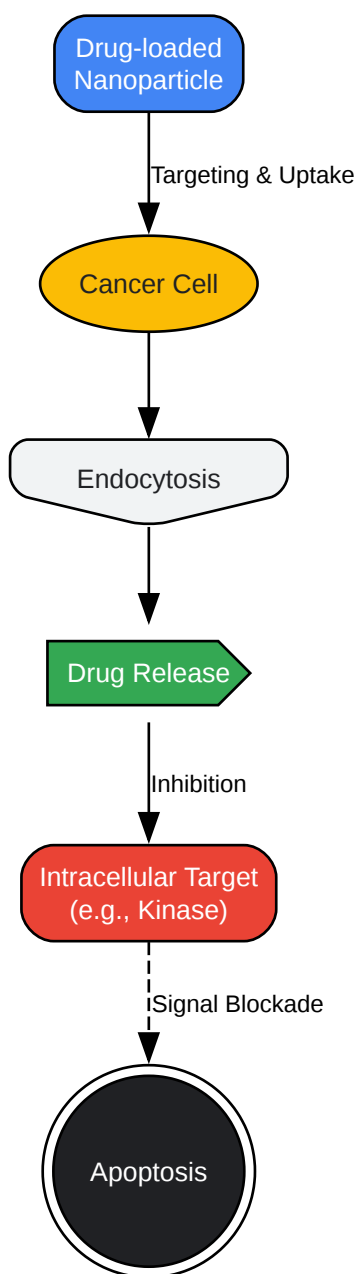 Drug-loaded
Nanoparticle
Targeting & Uptake
Cancer Cell
Endocytosis
Drug Release
Inhibition
Intracellular Target
(e.g., Kinase)
Signal Blockade
Apoptosis